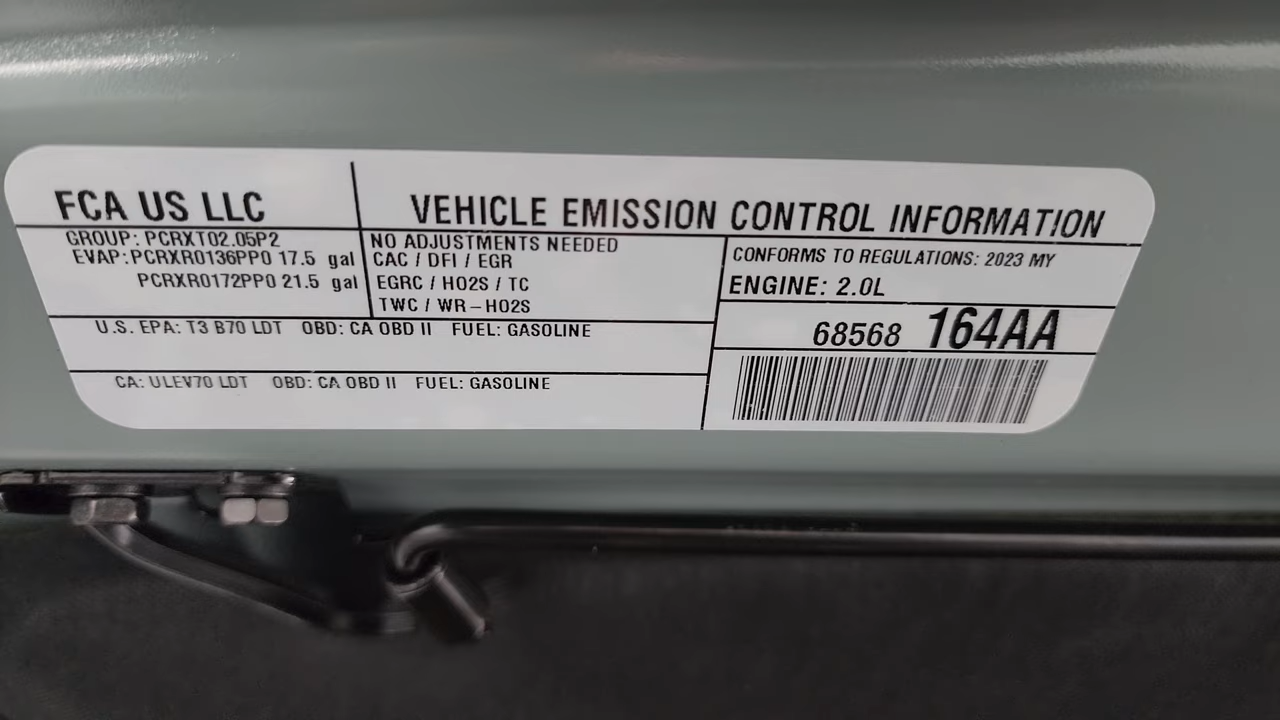 FCA US LLC
VEHICLE EMISSION CONTROL INFORMATION
GROUP: PCRXT02.05P2
EVAP: PCRXR0136PP0 17.5 gal
PCRXR0172PP0 21.5 gal
NO ADJUSTMENTS NEEDED
CAC / DFI / EGR
EGRC / HO2S / TC
TWC / WR-HO2S
CONFORMS TO REGULATIONS: 2023 MY
ENGINE: 2.0L
U.S. EPA: T3 B70 LDT OBD: CA OBD II FUEL: GASOLINE
68568 164AA
CA: ULEV70 LDT OBD: CA OBD II FUEL: GASOLINE